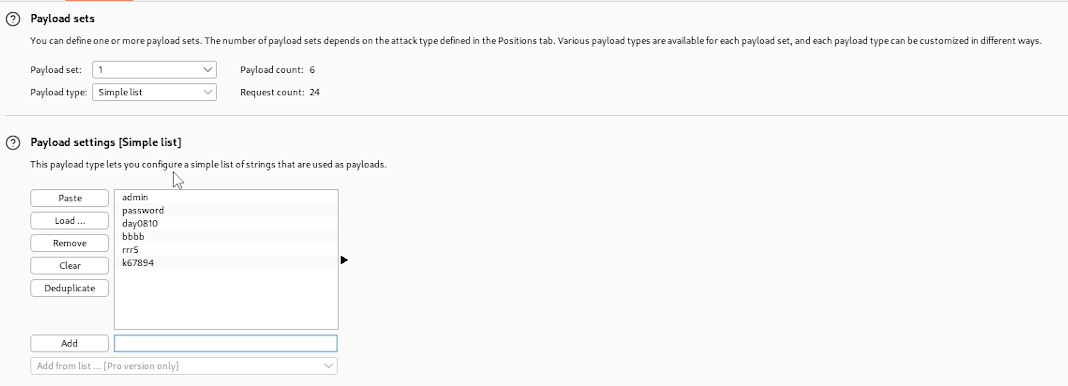 Payload sets
You can define one or more payload sets. The number of payload sets depends on the attack type defined in the Positions tab. Various payload types are available for each payload set, and each payload type can be customized in different ways.
Payload set: 1 Payload count: 6
Payload type: Simple list Request count: 24
Payload settings [Simple list]
This payload type lets you configure a simple list of strings that are used as payloads.
Paste
Load ...
Remove
Clear
Deduplicate
admin
password
day0810
bbbb
rrr5
k67894
Add
Add from list ... [Pro version only]